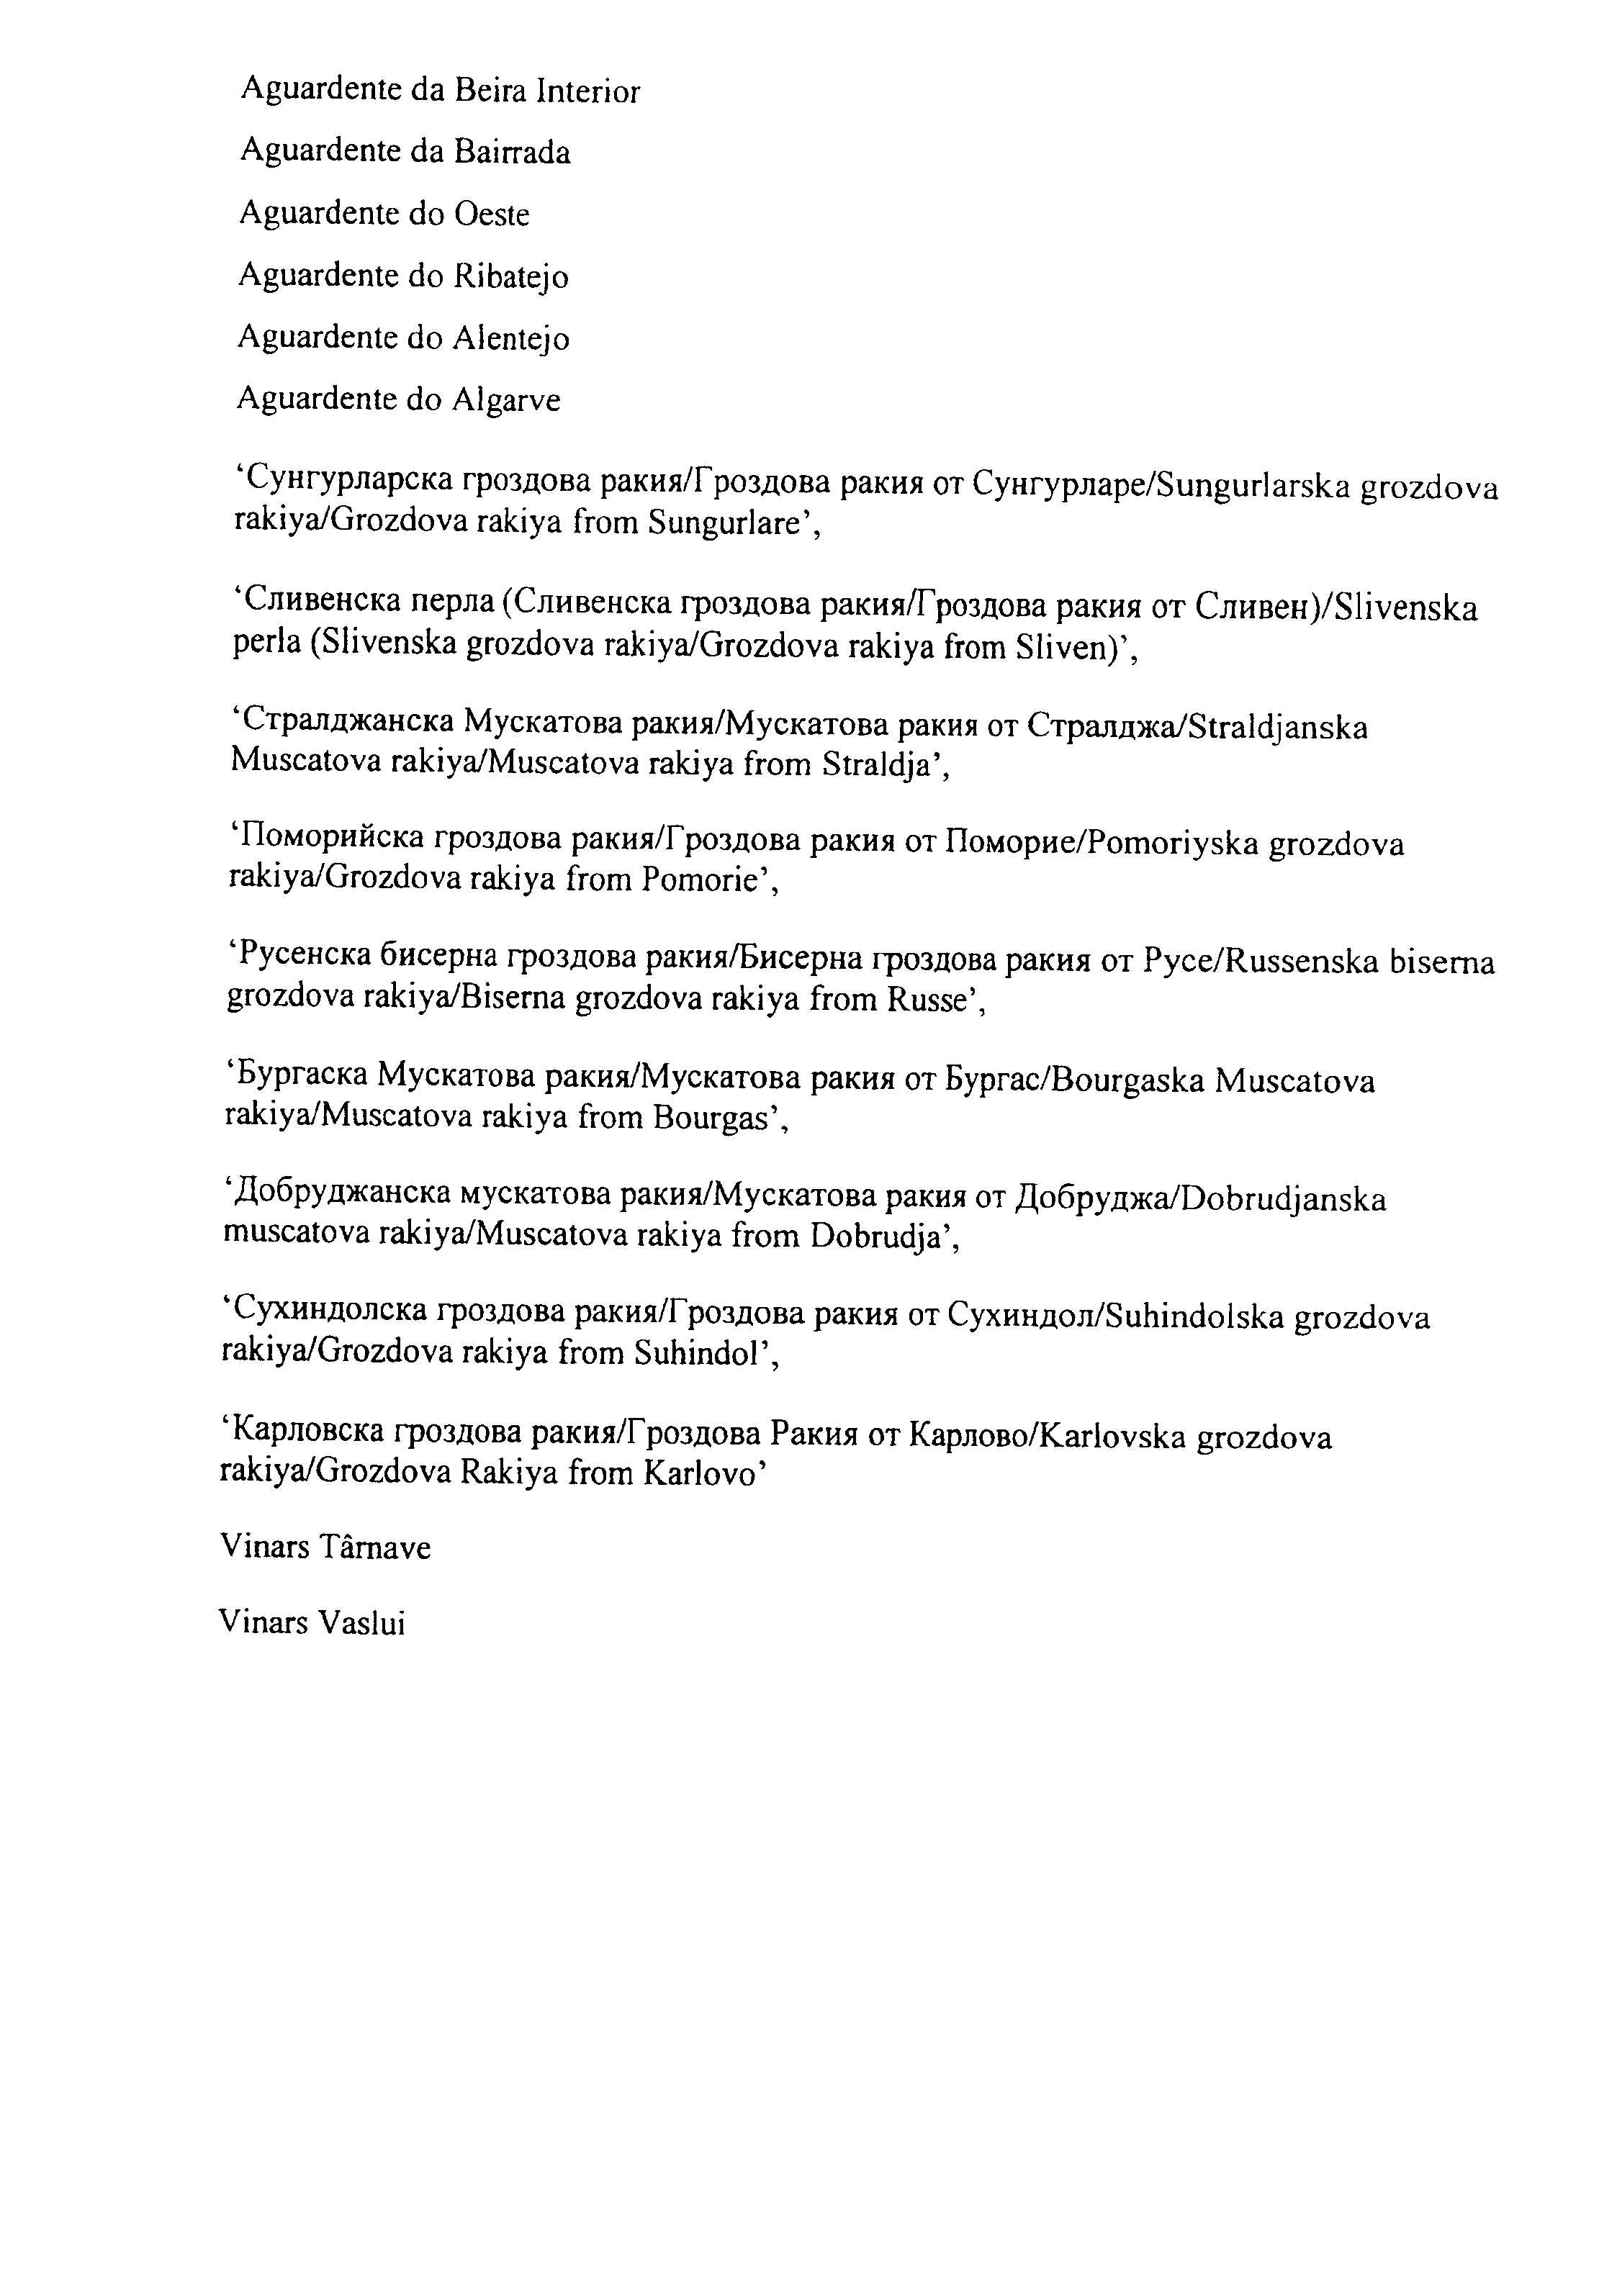 Aguardente da Beira Interior
Aguardente da Bairrada
Aguardente do Oeste
Aguardente do Ribatejo
Aguardente do Alentejo
Aguardente do Algarve
‘Сунгурларска гроздова ракия/Гроздова ракия от Сунгурларе/Sungurlarska grozdova
rakiya/Grozdova rakiya from Sungurlare’,
‘Сливенска перла (Сливенска гроздова ракия/Гроздова ракия от Сливен)/Slivenska
perla (Slivenska grozdova rakiya/Grozdova rakiya from Sliven)’,
‘Стралджанска Мускатова ракия/Мускатова ракия от Стралджа/Straldjanska
Muscatova rakiya/Muscatova rakiya from Straldja’,
‘Поморийска гроздова ракия/Гроздова ракия от Поморие/Pomoriyska grozdova
rakiya/Grozdova rakiya from Pomorie’,
‘Русенска бисерна гроздова ракия/Бисерна гроздова ракия от Русе/Russenska biserna
grozdova rakiya/Biserna grozdova rakiya from Russe’,
‘Бургаска Мускатова ракия/Мускатова ракия от Бургас/Bourgaska Muscatova
rakiya/Muscatova rakiya from Bourgas’,
‘Добруджанска мускатова ракия/Мускатова ракия от Добруджа/Dobrudjanska
muscatova rakiya/Muscatova rakiya from Dobrudja’,
‘Сухиндолска гроздова ракия/Гроздова ракия от Сухиндол/Suhindolska grozdova
rakiya/Grozdova rakiya from Suhindol’,
‘Карловска гроздова ракия/Гроздова Ракия от Карлово/Karlovska grozdova
rakiya/Grozdova Rakiya from Karlovo’
Vinars Târnave
Vinars Vaslui